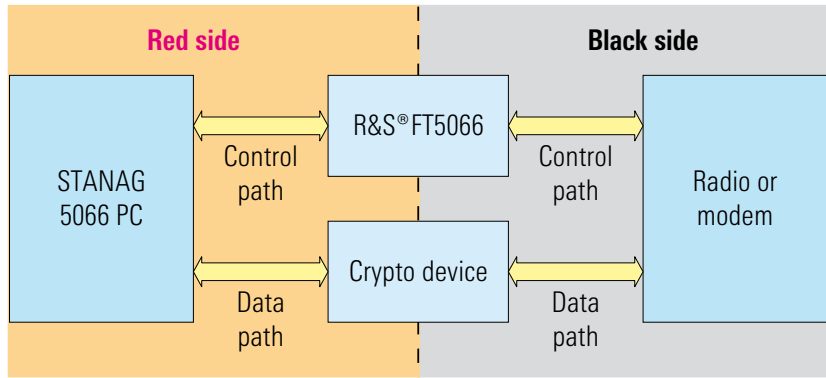 Red side
Black side
STANAG
5066 PC
Control
path
R&S®FT5066
Control
path
Radio or
modem
Data
path
Crypto device
Data
path